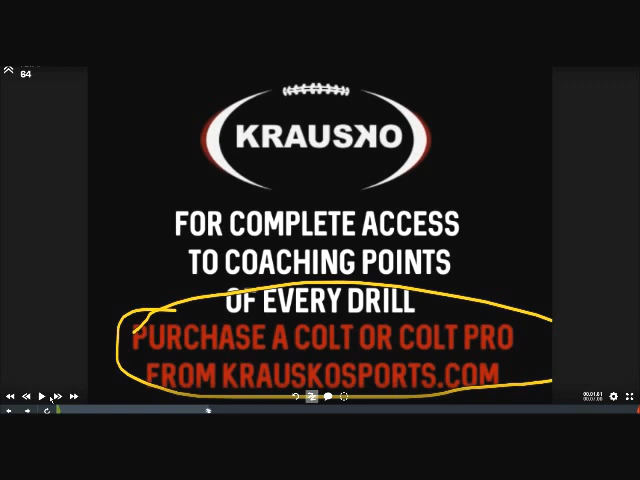 64
KRAUSKO
FOR COMPLETE ACCESS
TO COACHING POINTS
OF EVERY DRILL
PURCHASE A COLT OR COLT PRO
FROM KRAUSKOSPORTS.COM